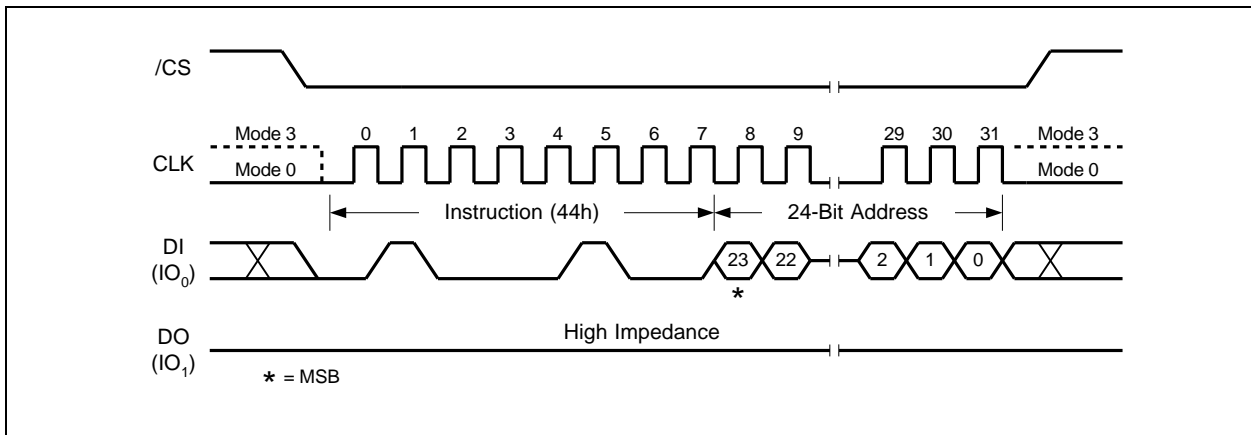 /CS
Mode 3 0 1 2 3 4 5 6 7 8 9 29 30 31 Mode 3
CLK
Mode 0 Mode 0
Instruction (44h) 24-Bit Address
DI
(IO₀)
23 22 2 1 0
*
High Impedance
DO
(IO₁)
* = MSB